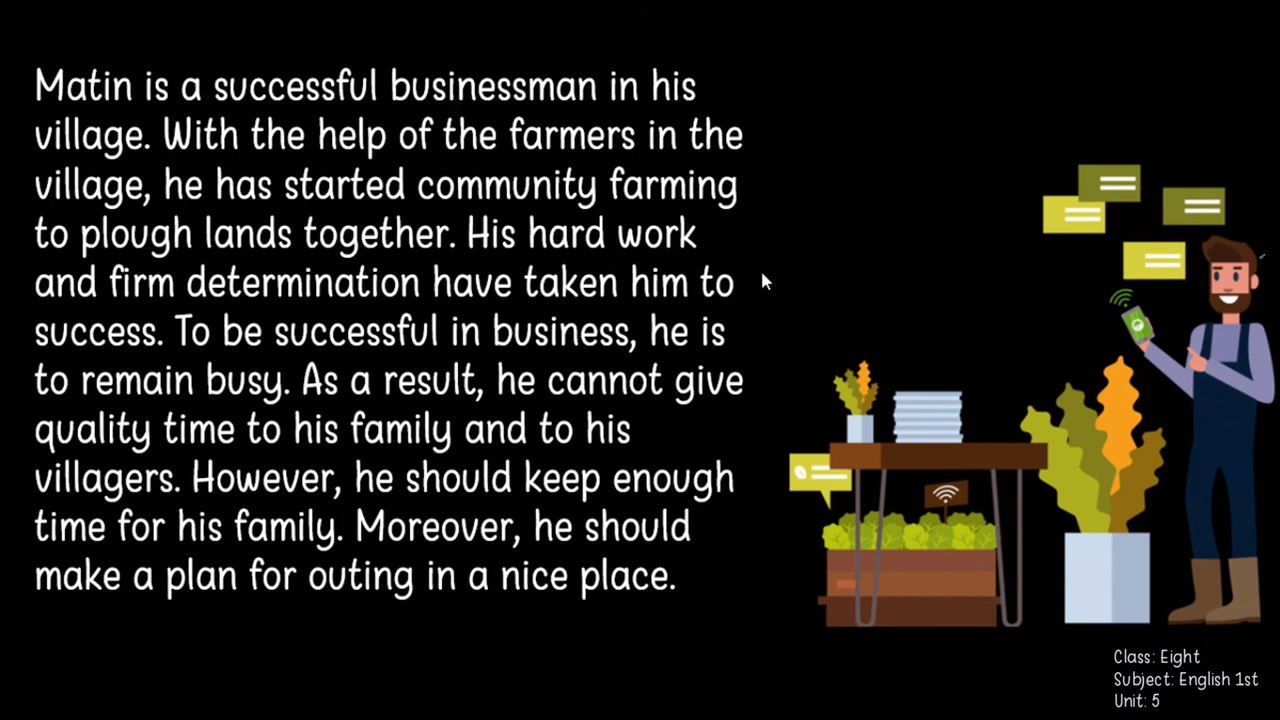 Matin is a successful businessman in his
village. With the help of the farmers in the
village, he has started community farming
to plough lands together. His hard work
and firm determination have taken him to
success. To be successful in business, he is
to remain busy. As a result, he cannot give
quality time to his family and to his
villagers. However, he should keep enough
time for his family. Moreover, he should
make a plan for outing in a nice place.
Class: Eight
Subject: English 1st
Unit: 5